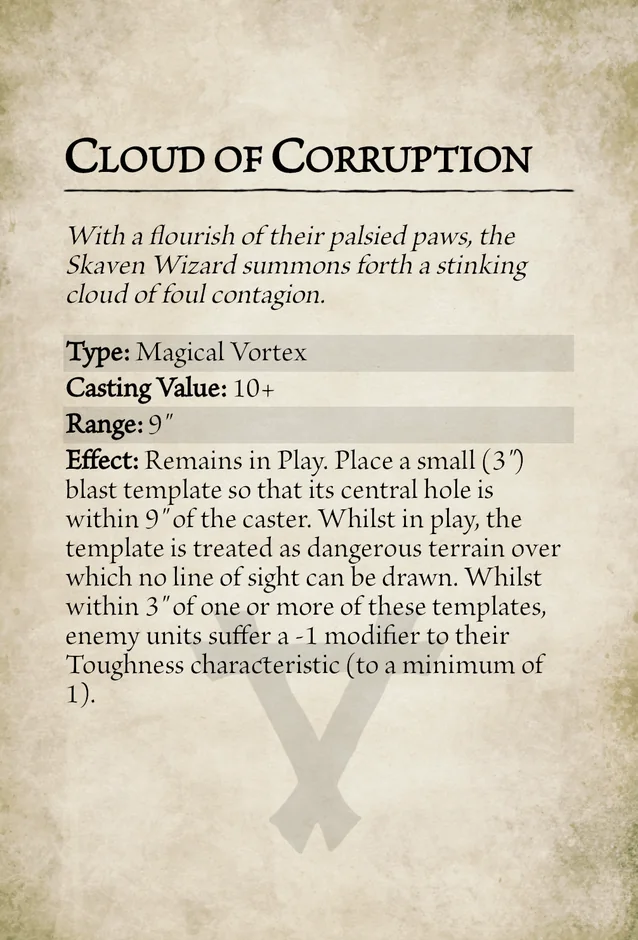 Cloud of Corruption
With a flourish of their palsied paws, the
Skaven Wizard summons forth a stinking
cloud of foul contagion.
Type: Magical Vortex
Casting Value: 10+
Range: 9"
Effect: Remains in Play. Place a small (3")
blast template so that its central hole is
within 9" of the caster. Whilst in play, the
template is treated as dangerous terrain over
which no line of sight can be drawn. Whilst
within 3" of one or more of these templates,
enemy units suffer a -1 modifier to their
Toughness characteristic (to a minimum of
1).